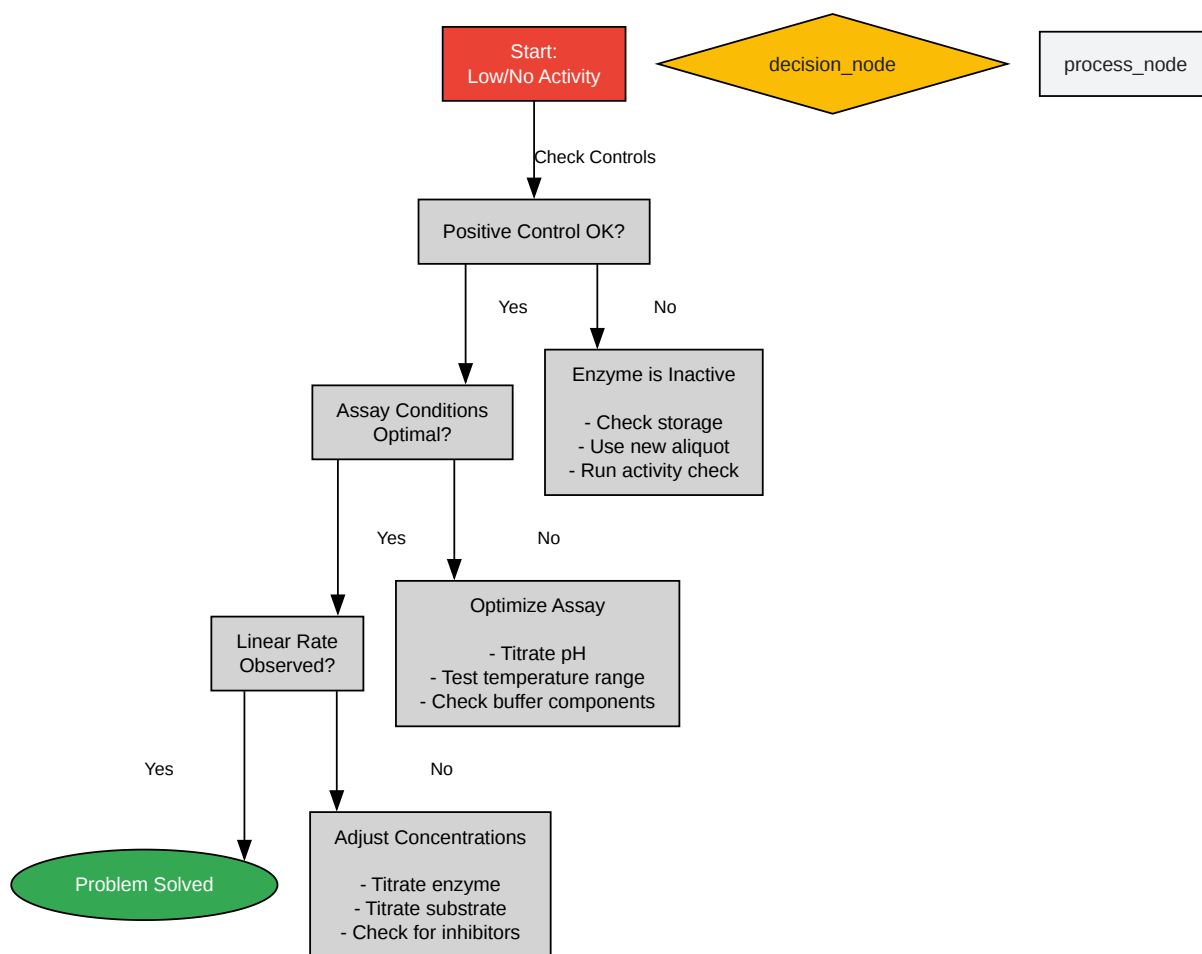 Start:
Low/No Activity
decision_node
process_node
Check Controls
Positive Control OK?
Yes
No
Enzyme is Inactive
- Check storage
- Use new aliquot
- Run activity check
Assay Conditions
Optimal?
Yes
No
Optimize Assay
- Titrate pH
- Test temperature range
- Check buffer components
Linear Rate
Observed?
Yes
No
Problem Solved
Adjust Concentrations
- Titrate enzyme
- Titrate substrate
- Check for inhibitors